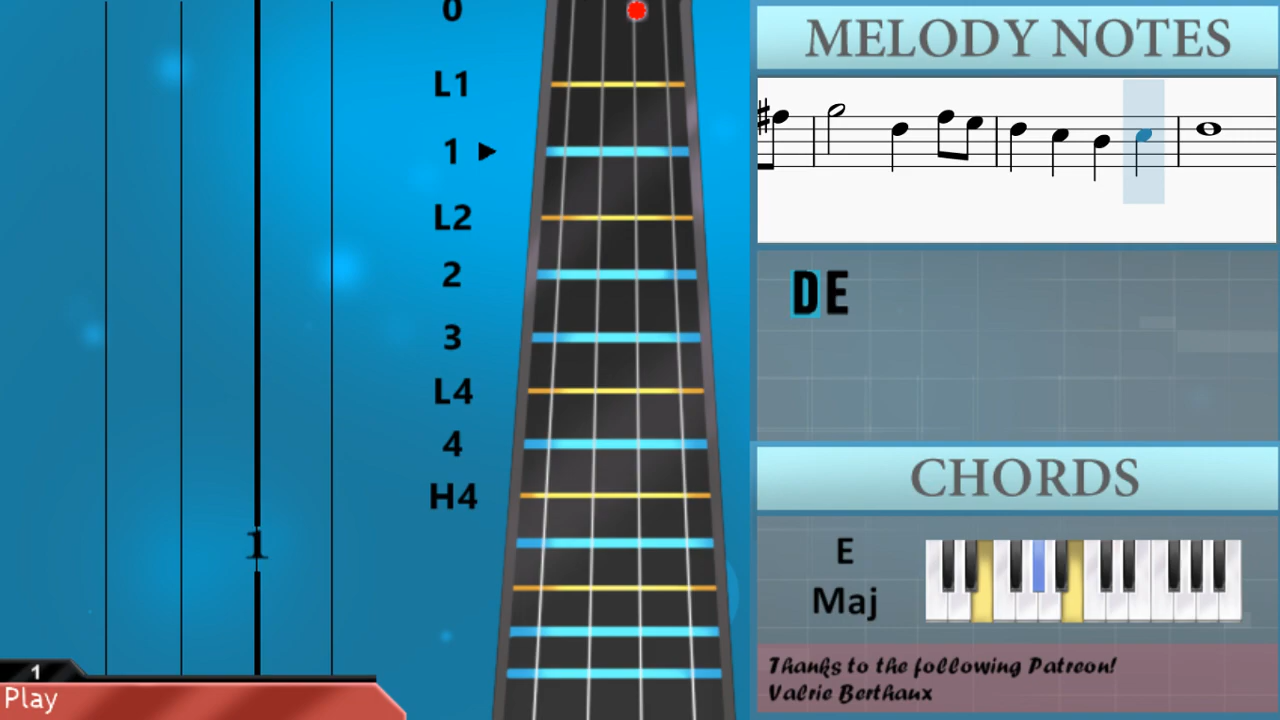 0
L1
1
L2
2
3
L4
4
H4
1
1
Play
MELODY NOTES
DE
CHORDS
E
Maj
Thanks to the following Patreon!
Valrie Berthaux